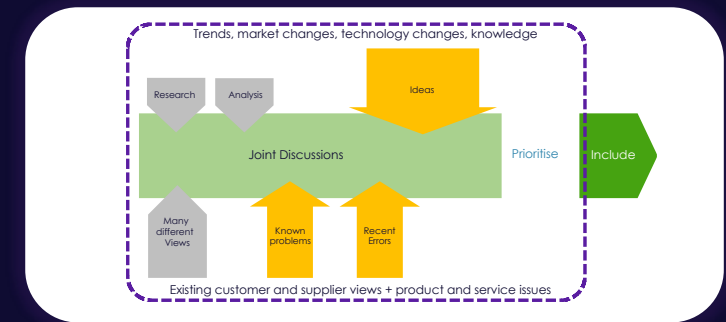 Trends, market changes, technology changes, knowledge
Research
Analysis
Ideas
Joint Discussions
Prioritise
Include
Many
different
Views
Known
problems
Recent
Errors
Existing customer and supplier views + product and service issues